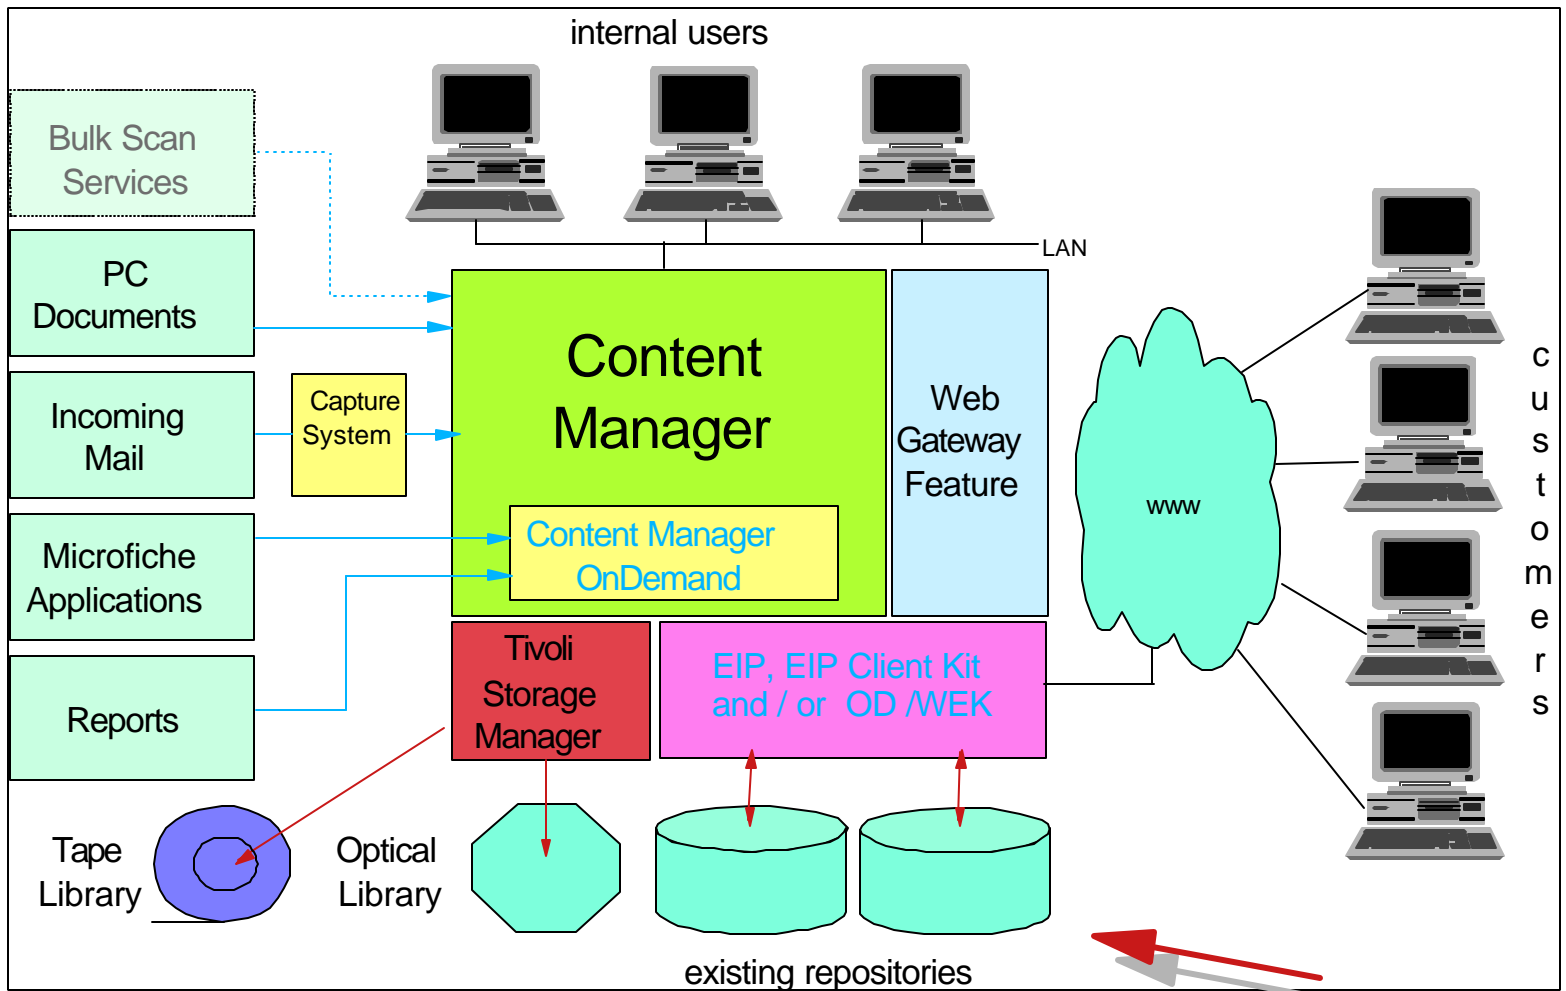 internal users
Bulk Scan
Services
PC
Documents
Incoming
Mail
Microfiche
Applications
Reports
Capture
System
LAN
Content
Manager
Content Manager
OnDemand
Web
Gateway
Feature
Tivoli
Storage
Manager
EIP, EIP Client Kit
and / or OD /WEK
www
customers
Tape
Library
Optical
Library
existing repositories